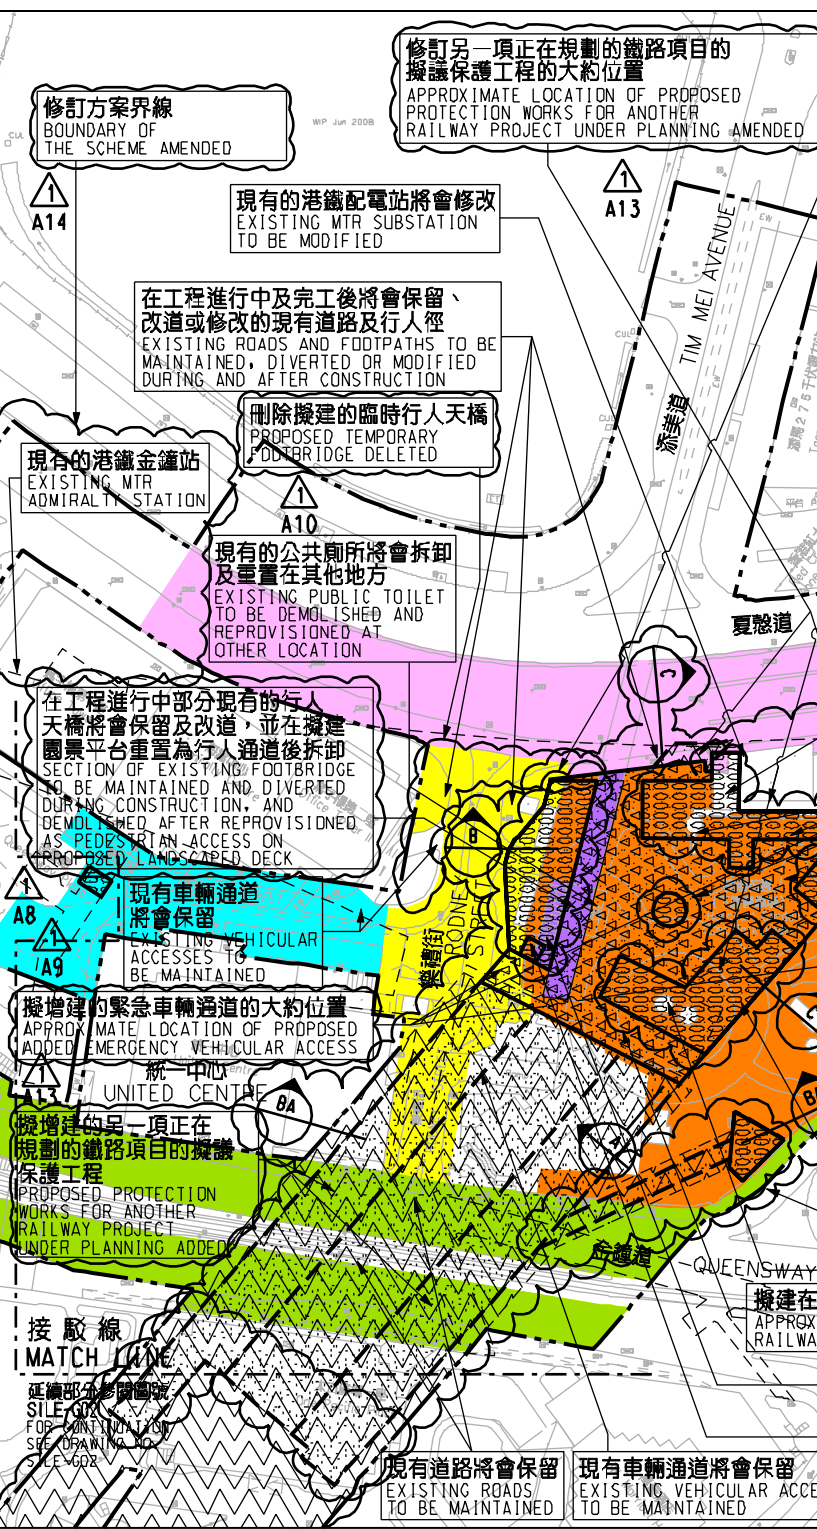 修訂另一項正在規劃的鐵路項目的
擬議保護工程的大約位置
APPROXIMATE LOCATION OF PROPOSED
PROTECTION WORKS FOR ANOTHER
RAILWAY PROJECT UNDER PLANNING AMENDED
1
A13
修訂方案界線
BOUNDARY OF
THE SCHEME AMENDED
1
A14
WIP Jun 2008
CUL
現有的港鐵配電站將會修改
EXISTING MTR SUBSTATION
TO BE MODIFIED
在工程進行中及完工後將會保留、
改道或修改的現有道路及行人徑
EXISTING ROADS AND FOOTPATHS TO BE
MAINTAINED, DIVERTED OR MODIFIED
DURING AND AFTER CONSTRUCTION
添美道 TIM MEI AVENUE
刪除擬建的臨時行人天橋
PROPOSED TEMPORARY
FOOTBRIDGE DELETED
1
A10
現有的港鐵金鐘站
EXISTING MTR
ADMIRALTY STATION
現有的公共廁所將會拆卸
及重置在其他地方
EXISTING PUBLIC TOILET
TO BE DEMOLISHED AND
REPROVISIONED AT
OTHER LOCATION
夏慤道
C
在工程進行中部分現有的行人
天橋將會保留及改道，並在擬建
園景平台重置為行人通道後拆卸
SECTION OF EXISTING FOOTBRIDGE
TO BE MAINTAINED AND DIVERTED
DURING CONSTRUCTION, AND
DEMOLISHED AFTER REPROVISIONED
AS PEDESTRIAN ACCESS ON
PROPOSED LANDSCAPED DECK
B
1
A8
1
A9
現有車輛通道
將會保留
EXISTING VEHICULAR
ACCESSES TO
BE MAINTAINED
樂禮街
RODNEY STREET
擬增建的緊急車輛通道的大約位置
APPROXIMATE LOCATION OF PROPOSED
ADDED EMERGENCY VEHICULAR ACCESS
1
A13
統一中心
UNITED CENTRE
BA
A
擬增建的另一項正在
規劃的鐵路項目的擬議
保護工程
PROPOSED PROTECTION
WORKS FOR ANOTHER
RAILWAY PROJECT
UNDER PLANNING ADDED
金鐘道
QUEENSWAY
擬建在
APPROX
RAILWA
接駁線
MATCH LINE
延續部分參閱圖號
SILE-G02
FOR CONTINUATION
SEE DRAWING NO.
SILE-G02
現有道路將會保留
EXISTING ROADS
TO BE MAINTAINED
現有車輛通道將會保留
EXISTING VEHICULAR ACCE
TO BE MAINTAINED